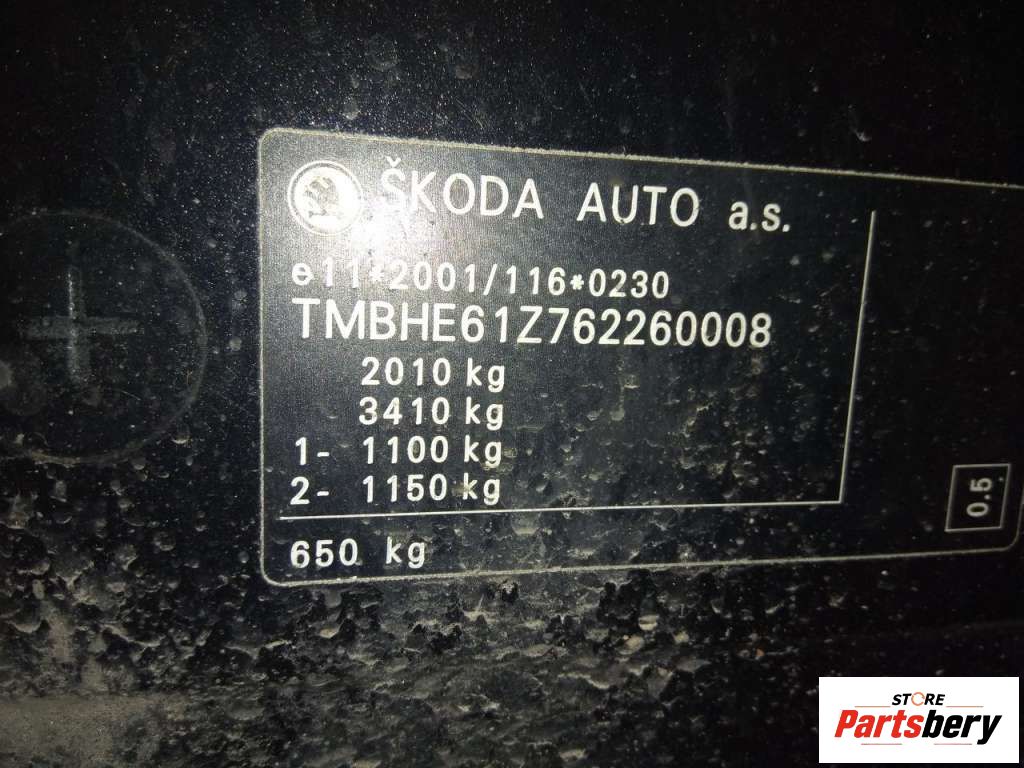 ŠKODA AUTO a.s.
e11*2001/116*0230
TMBHE61Z762260008
2010 kg
3410 kg
1- 1100 kg
2- 1150 kg
650 kg
0.5
STORE
Partsbery